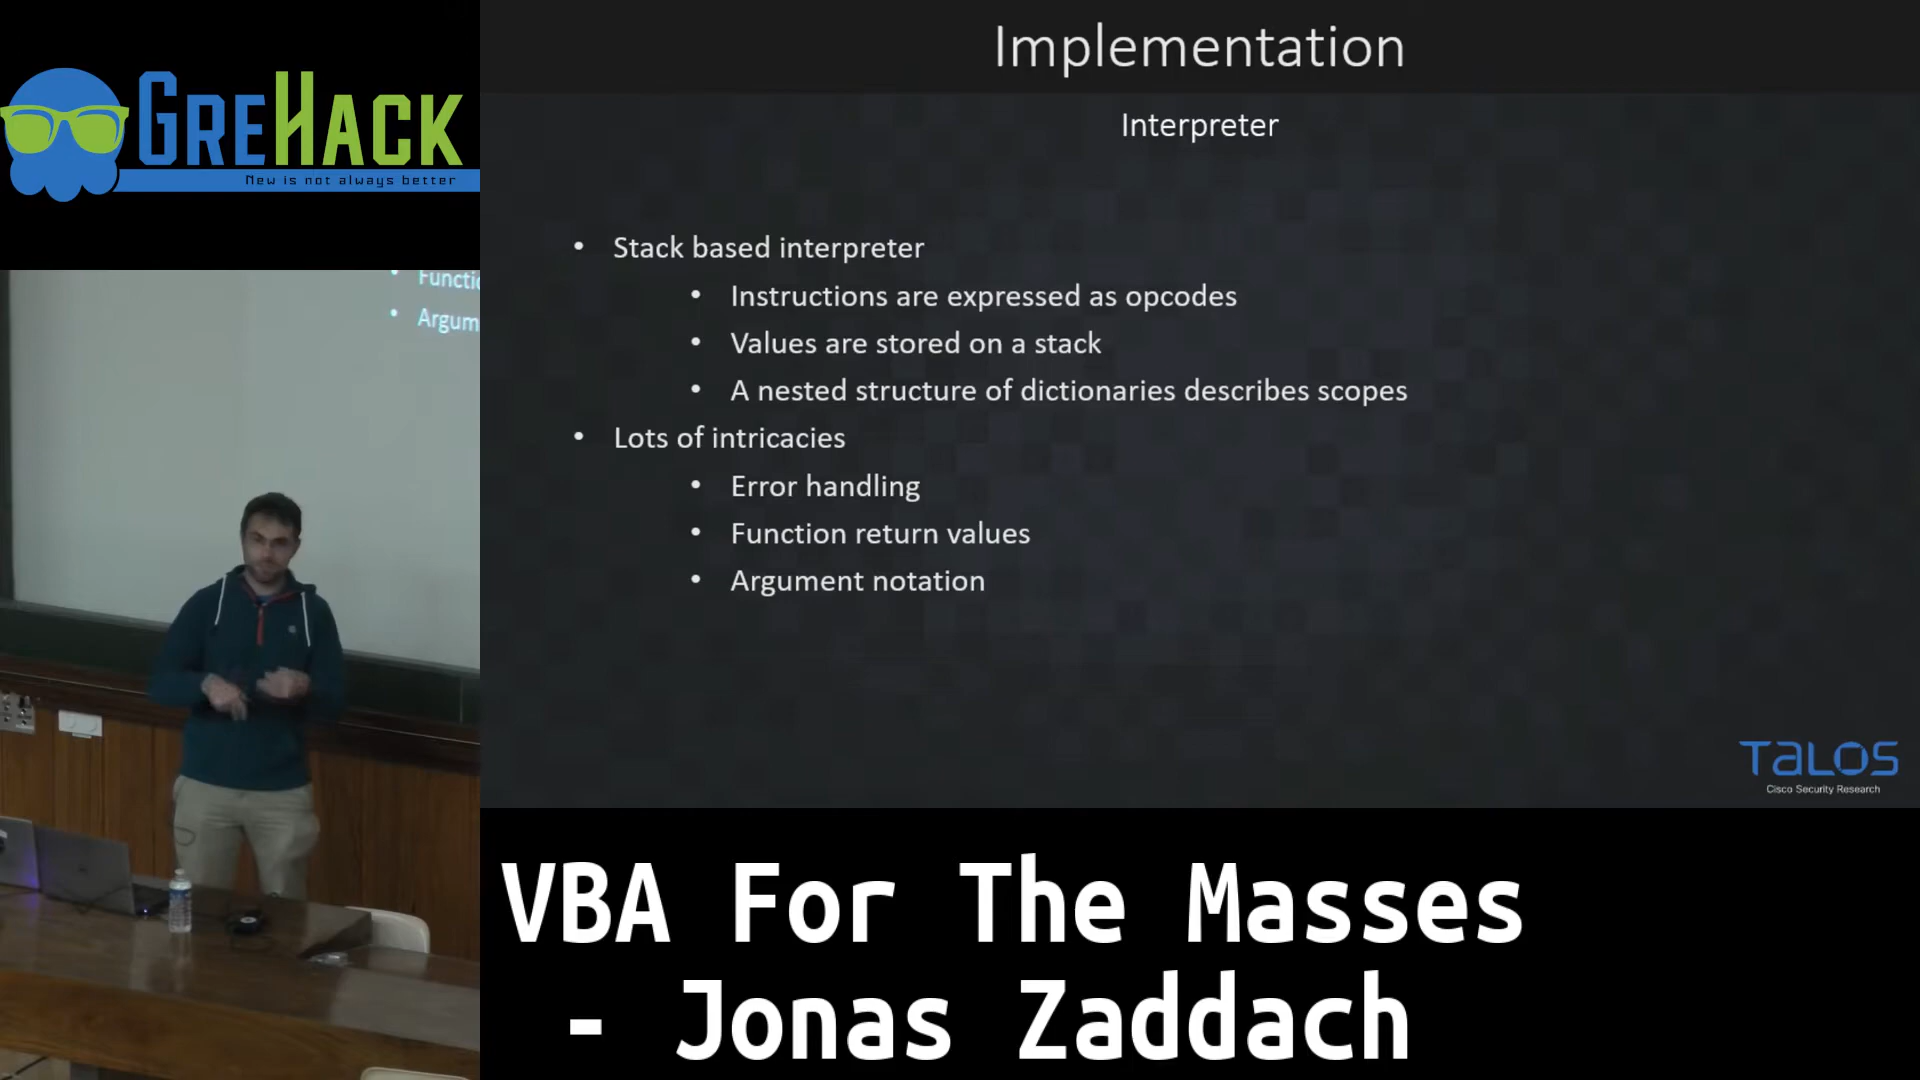 GREHACK
New is not always better
Functi
Argum
Implementation
Interpreter
• Stack based interpreter
• Instructions are expressed as opcodes
• Values are stored on a stack
• A nested structure of dictionaries describes scopes
• Lots of intricacies
• Error handling
• Function return values
• Argument notation
TALOS
Cisco Security Research
VBA For The Masses
- Jonas Zaddach